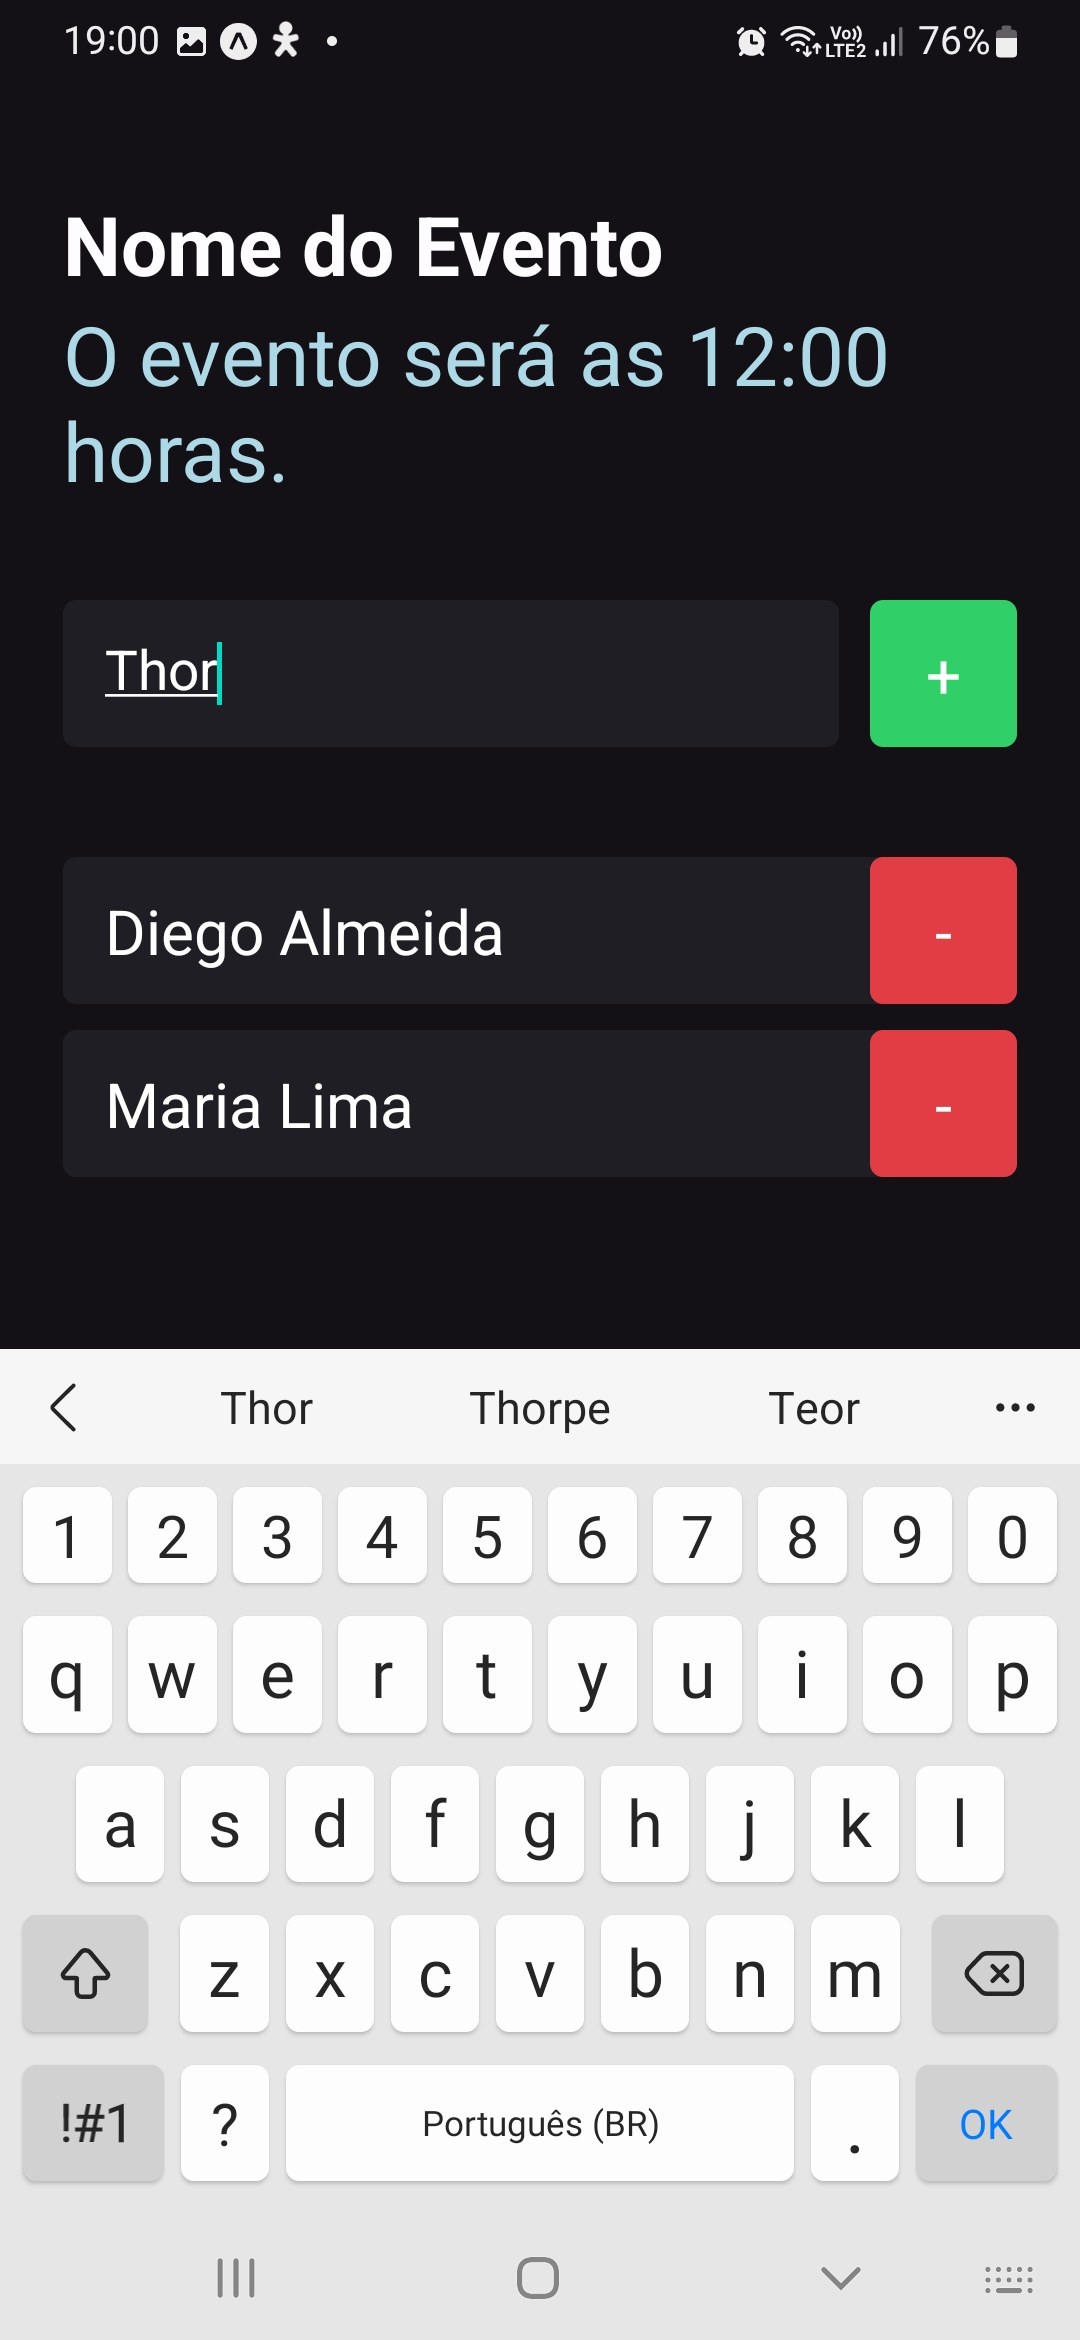 19:00
Vo)) LTE2 76%
Nome do Evento
O evento será as 12:00
horas.
Thor
+
Diego Almeida
-
Maria Lima
-
Thor Thorpe Teor ...
1 2 3 4 5 6 7 8 9 0
q w e r t y u i o p
a s d f g h j k l
z x c v b n m
!#1 ? Português (BR) . OK